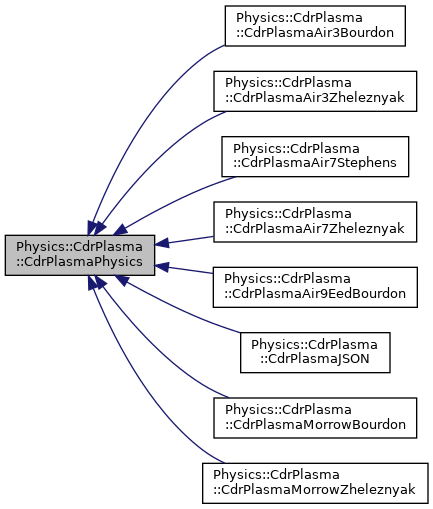 Physics::CdrPlasma
::CdrPlasmaAir3Bourdon
Physics::CdrPlasma
::CdrPlasmaAir3Zheleznyak
Physics::CdrPlasma
::CdrPlasmaAir7Stephens
Physics::CdrPlasma
::CdrPlasmaAir7Zheleznyak
Physics::CdrPlasma
::CdrPlasmaPhysics
Physics::CdrPlasma
::CdrPlasmaAir9EedBourdon
Physics::CdrPlasma
::CdrPlasmaJSON
Physics::CdrPlasma
::CdrPlasmaMorrowBourdon
Physics::CdrPlasma
::CdrPlasmaMorrowZheleznyak